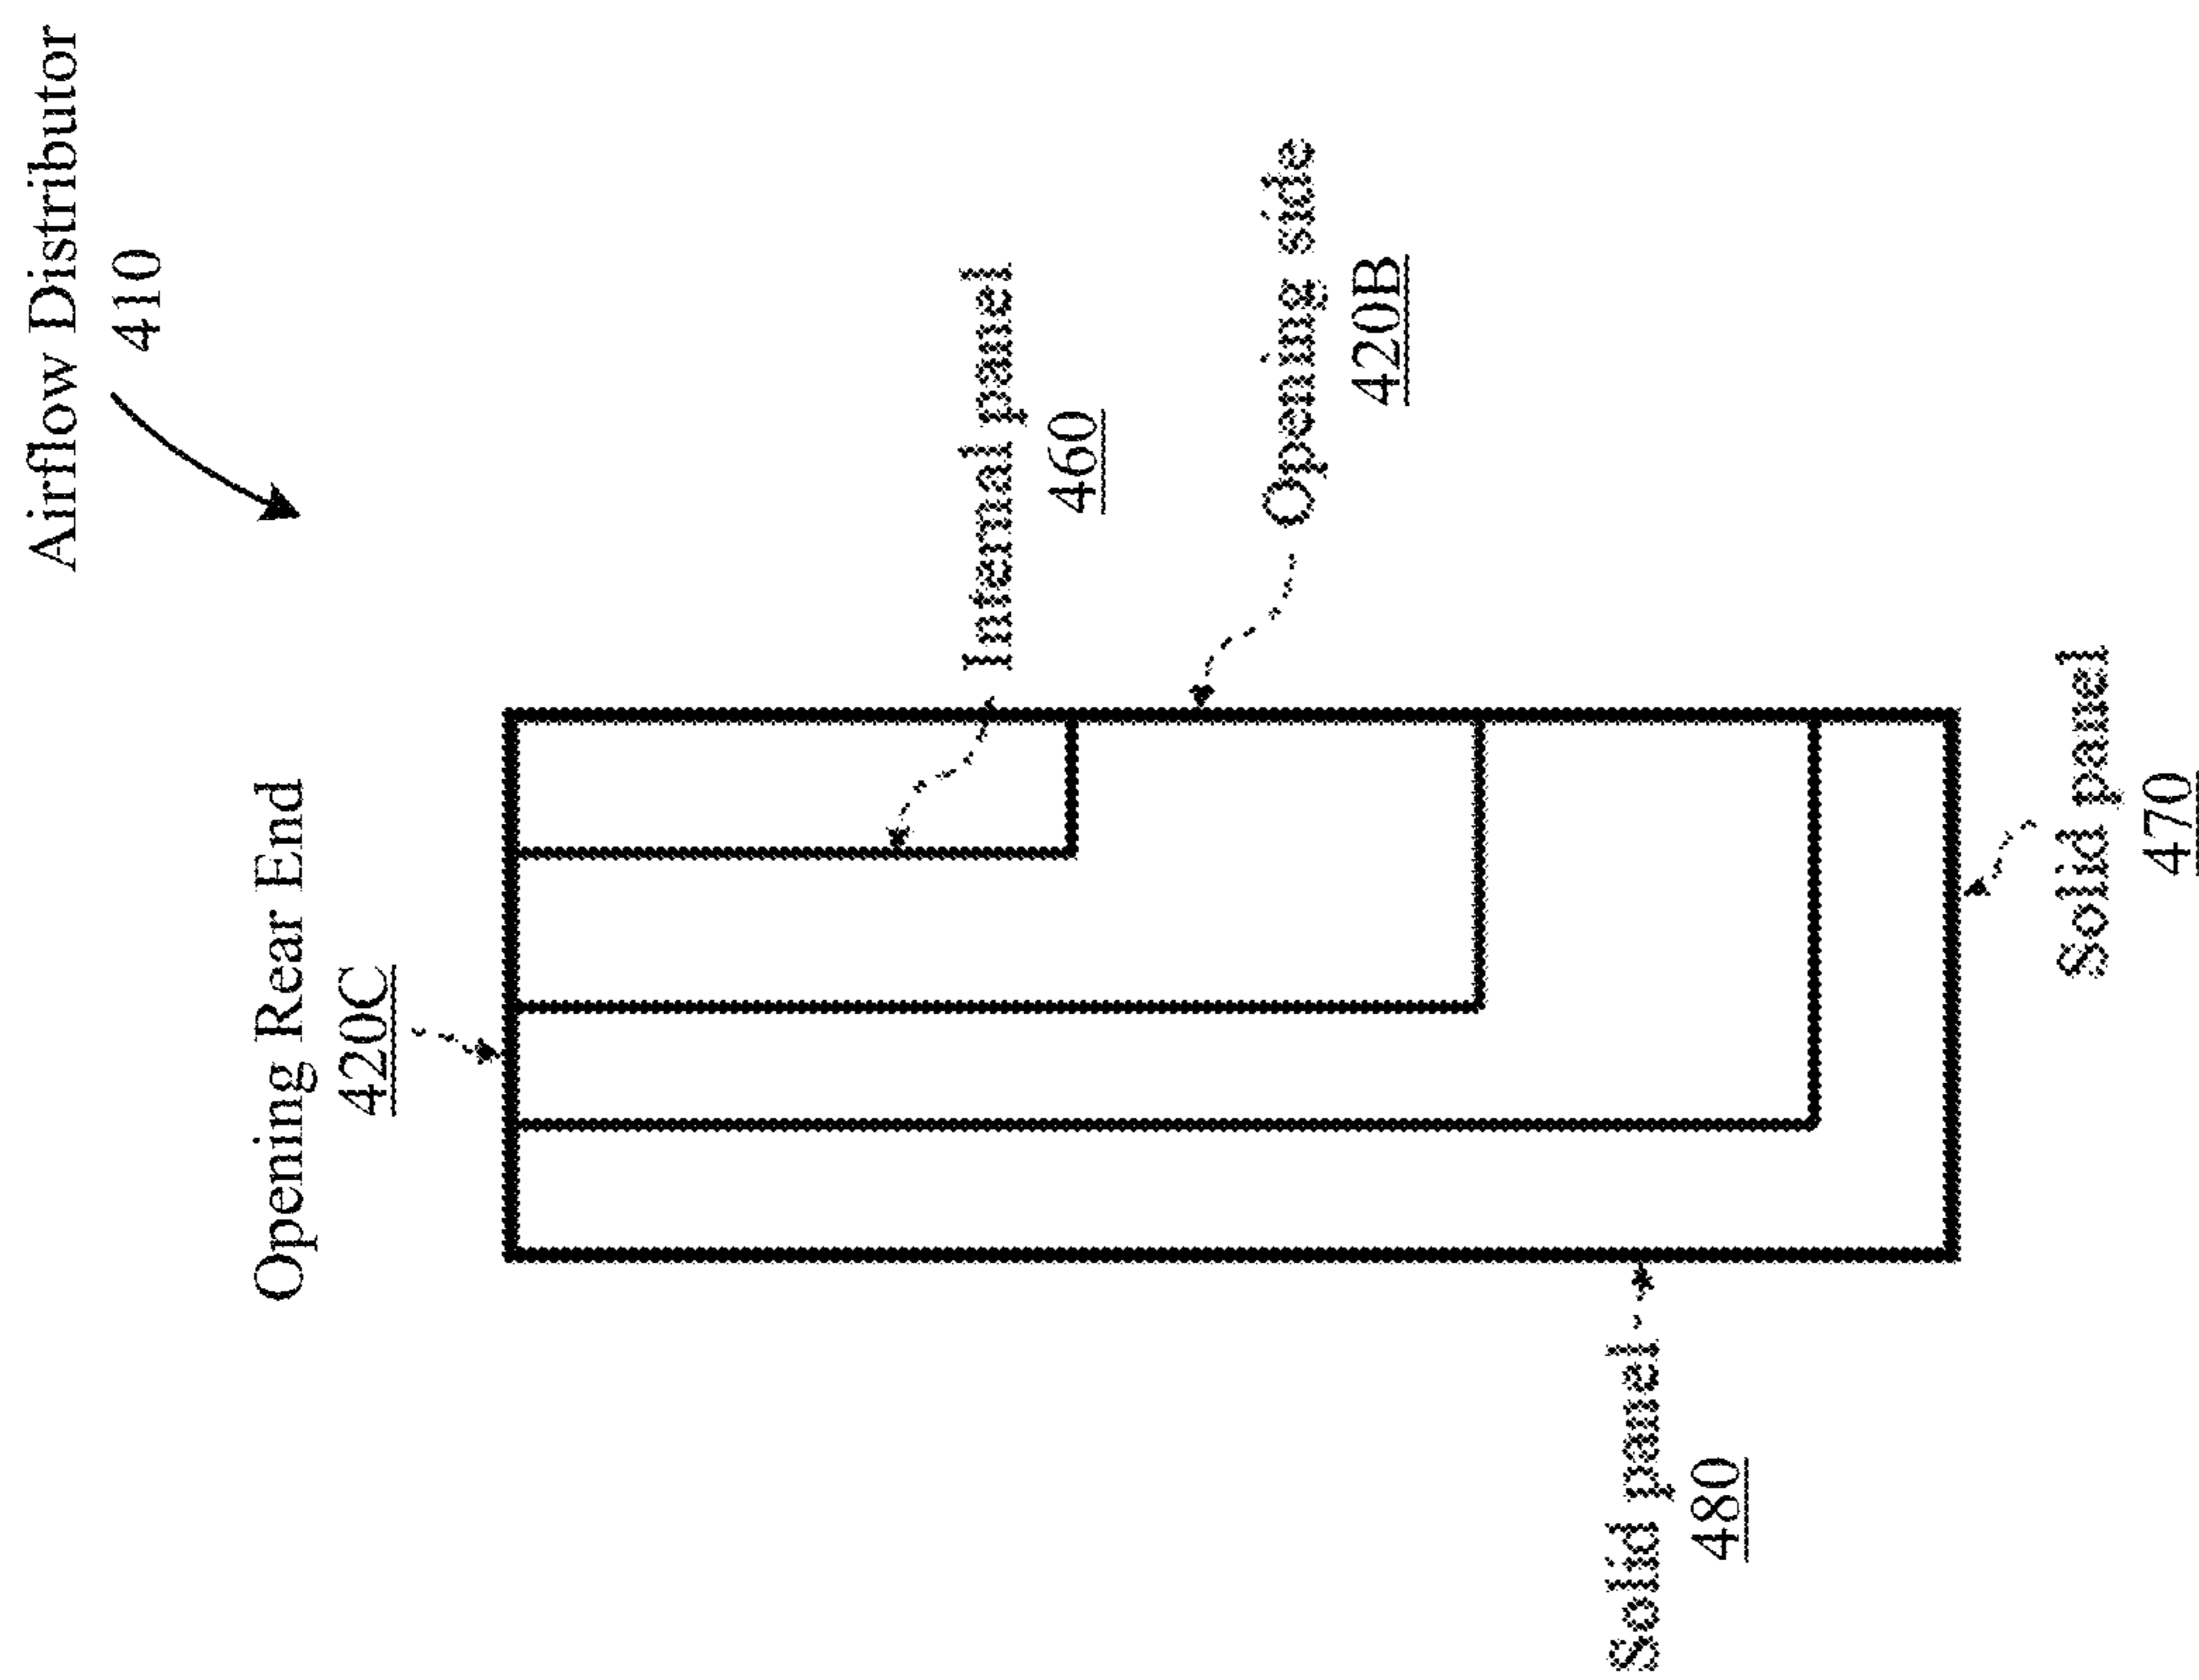 Airflow Distributor
410
Opening Rear End
420C
Internal panel
460
Opening side
420B
Solid panel
470
Solid panel
480